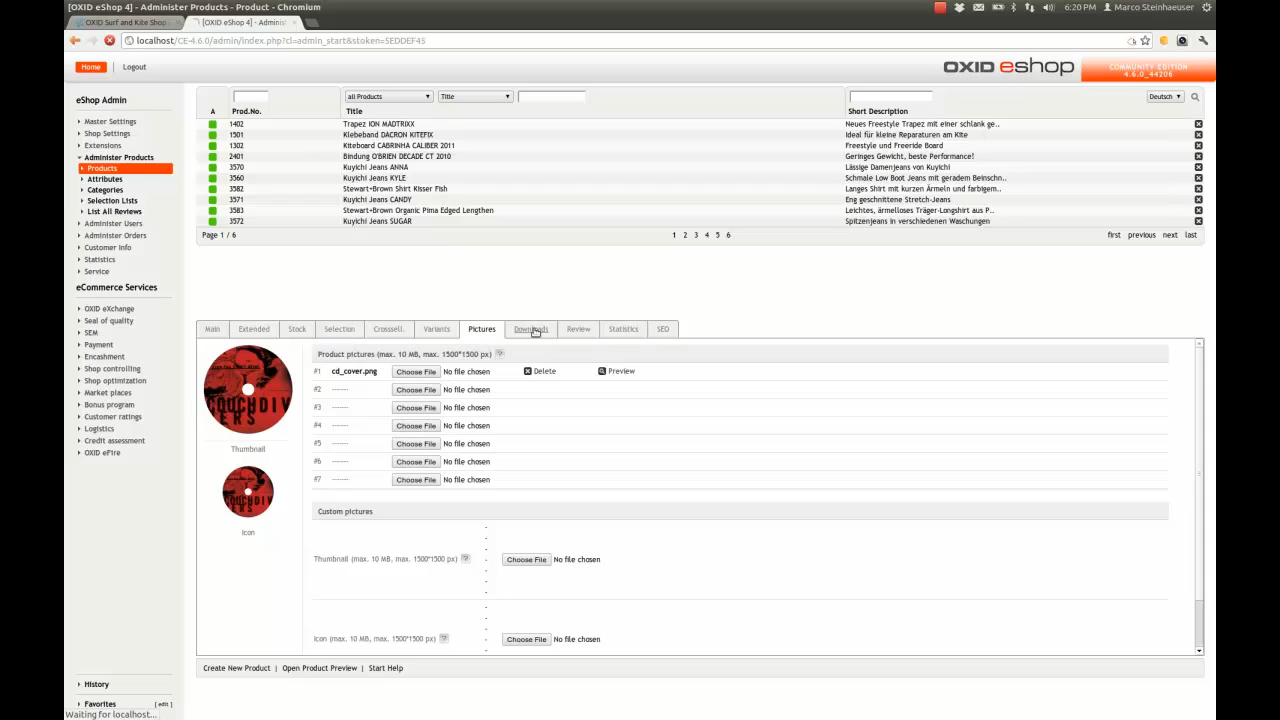 [OXID eShop 4] - Administer Products - Product - Chromium
6:20 PM Marco Steinhaeuser
OXID Surf and Kite Shop
[OXID eShop 4] - Adminis
localhost/CE-4.6.0/admin/index.php?cl=admin_start&stoken=5EDDEF45
Home Logout
OXID eshop
COMMUNITY EDITION
4.6.0_44206
eShop Admin
Master Settings
Shop Settings
Extensions
Administer Products
Products
Attributes
Categories
Selection Lists
List All Reviews
Administer Users
Administer Orders
Customer Info
Statistics
Service
eCommerce Services
OXID eXchange
Seal of quality
SEM
Payment
Encashment
Shop controlling
Shop optimization
Market places
Bonus program
Customer ratings
Logistics
Credit assessment
OXID eFire
History
Favorites [ edit ]
Waiting for localhost...
all Products Title Deutsch
A Prod.No. Title Short Description
1402 Trapez ION MADTRIXX Neues Freestyle Trapez mit einer schlank ge..
1501 Klebeband DACRON KITEFIX Ideal für kleine Reparaturen am Kite
1302 Kiteboard CABRINHA CALIBER 2011 Freestyle und Freeride Board
2401 Bindung O'BRIEN DECADE CT 2010 Geringes Gewicht, beste Performance!
3570 Kuyichi Jeans ANNA Lässige Damenjeans von Kuyichi
3560 Kuyichi Jeans KYLE Schmale Low Boot Jeans mit geradem Beinschn..
3582 Stewart+Brown Shirt Kisser Fish Langes Shirt mit kurzen Ärmeln und farbigem..
3571 Kuyichi Jeans CANDY Eng geschnittene Stretch-Jeans
3583 Stewart+Brown Organic Pima Edged Lengthen Leichtes, ärmelloses Träger-Longshirt aus P..
3572 Kuyichi Jeans SUGAR Spitzenjeans in verschiedenen Waschungen
Page 1 / 6 1 2 3 4 5 6 first previous next last
Main Extended Stock Selection Crosssell. Variants Pictures Downloads Review Statistics SEO
Product pictures (max. 10 MB, max. 1500*1500 px) ?
#1 cd_cover.png Choose File No file chosen Delete Preview
#2 ------- Choose File No file chosen
#3 ------- Choose File No file chosen
#4 ------- Choose File No file chosen
#5 ------- Choose File No file chosen
#6 ------- Choose File No file chosen
#7 ------- Choose File No file chosen
COUCHDIV
ERS
Thumbnail
COUCHDIV
ERS
Icon
Custom pictures
Thumbnail (max. 10 MB, max. 1500*1500 px) ? Choose File No file chosen
Icon (max. 10 MB, max. 1500*1500 px) ? Choose File No file chosen
Create New Product | Open Product Preview | Start Help